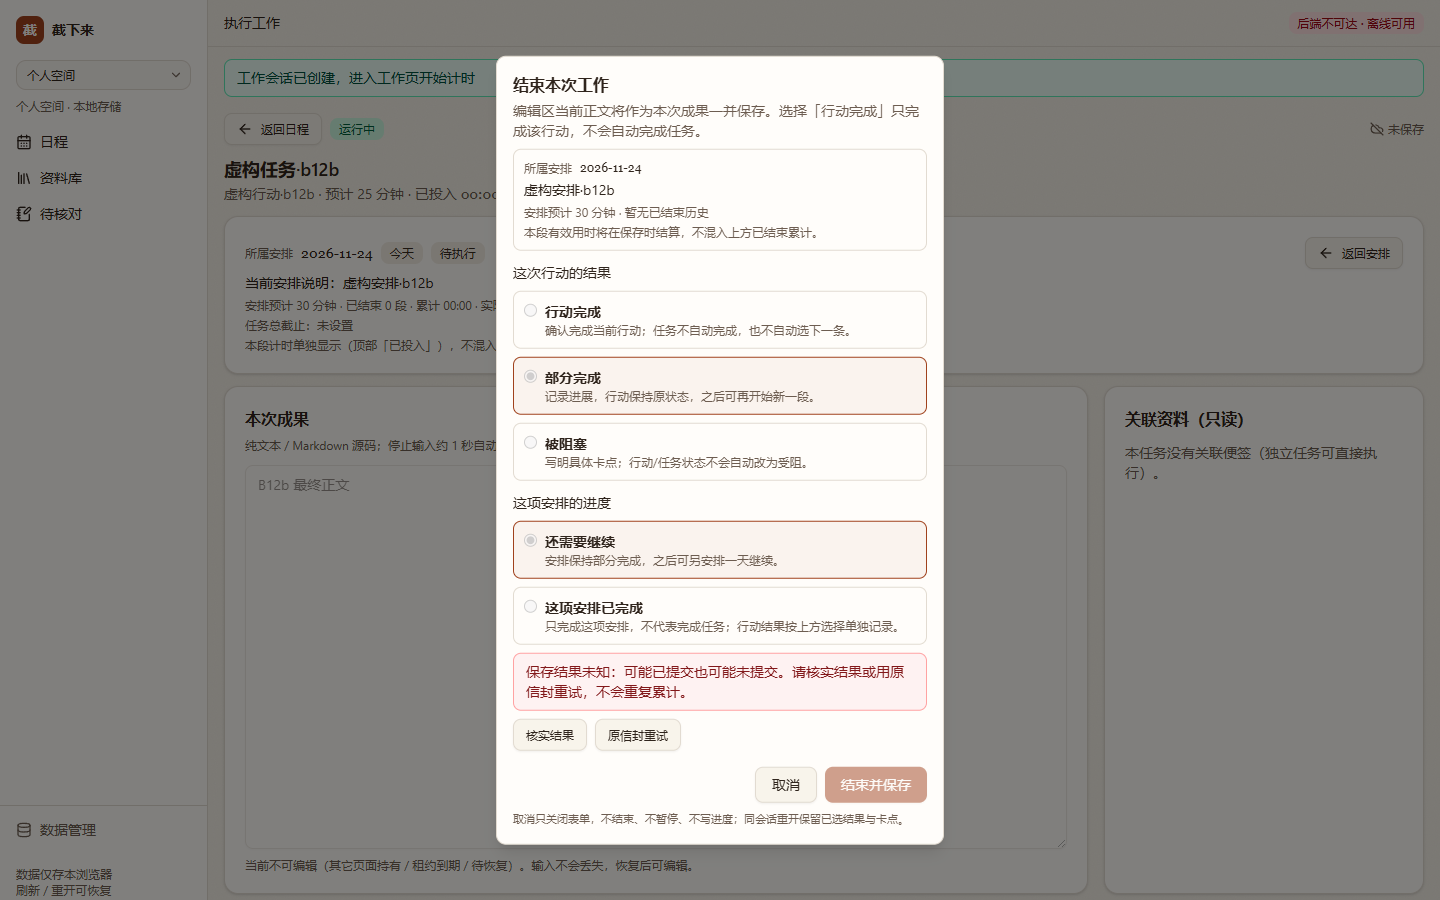 截 截下来
执行工作
后端不可达 · 离线可用
个人空间
个人空间 · 本地存储
日程
资料库
待核对
数据管理
数据仅存本浏览器
刷新 / 重开可恢复
工作会话已创建，进入工作页开始计时
返回日程
运行中
未保存
虚构任务·b12b
虚构行动·b12b · 预计 25 分钟 · 已投入 00:00
所属安排 2026-11-24 今天 待执行
返回安排
当前安排说明：虚构安排·b12b
安排预计 30 分钟 · 已结束 0 段 · 累计 00:00 · 实
任务总截止：未设置
本段计时单独显示（顶部「已投入」），不混入
本次成果
纯文本 / Markdown 源码；停止输入约 1 秒自动
B12b 最终正文
当前不可编辑（其它页面持有 / 租约到期 / 待恢复）。输入不会丢失，恢复后可编辑。
关联资料（只读）
本任务没有关联便签（独立任务可直接执
行）。
结束本次工作
编辑区当前正文将作为本次成果一并保存。选择「行动完成」只完
成该行动，不会自动完成任务。
所属安排 2026-11-24
虚构安排·b12b
安排预计 30 分钟 · 暂无已结束历史
本段有效用时将在保存时结算，不混入上方已结束累计。
这次行动的结果
行动完成
确认完成当前行动；任务不自动完成，也不自动选下一条。
部分完成
记录进展，行动保持原状态，之后可再开始新一段。
被阻塞
写明具体卡点；行动/任务状态不会自动改为受阻。
这项安排的进度
还需要继续
安排保持部分完成，之后可另安排一天继续。
这项安排已完成
只完成这项安排，不代表完成任务；行动结果按上方选择单独记录。
保存结果未知：可能已提交也可能未提交。请核实结果或用原
信封重试，不会重复累计。
核实结果
原信封重试
取消
结束并保存
取消只关闭表单，不结束、不暂停、不写进度；同会话重开保留已选结果与卡点。